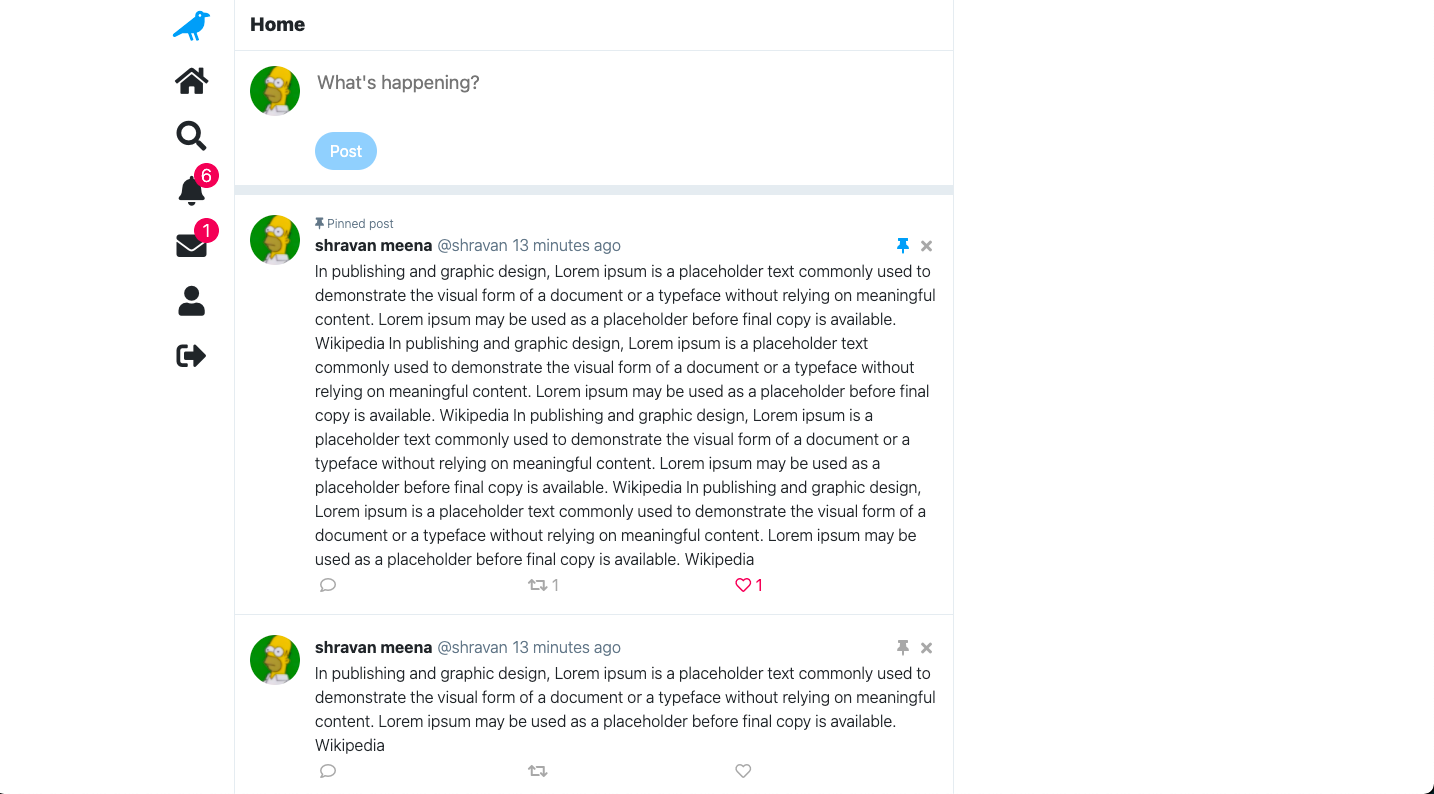 Home
What's happening?
Post
6
1
Pinned post
shravan meena @shravan 13 minutes ago
In publishing and graphic design, Lorem ipsum is a placeholder text commonly used to
demonstrate the visual form of a document or a typeface without relying on meaningful
content. Lorem ipsum may be used as a placeholder before final copy is available.
Wikipedia In publishing and graphic design, Lorem ipsum is a placeholder text
commonly used to demonstrate the visual form of a document or a typeface without
relying on meaningful content. Lorem ipsum may be used as a placeholder before final
copy is available. Wikipedia In publishing and graphic design, Lorem ipsum is a
placeholder text commonly used to demonstrate the visual form of a document or a
typeface without relying on meaningful content. Lorem ipsum may be used as a
placeholder before final copy is available. Wikipedia In publishing and graphic design,
Lorem ipsum is a placeholder text commonly used to demonstrate the visual form of a
document or a typeface without relying on meaningful content. Lorem ipsum may be
used as a placeholder before final copy is available. Wikipedia
1 1
shravan meena @shravan 13 minutes ago
In publishing and graphic design, Lorem ipsum is a placeholder text commonly used to
demonstrate the visual form of a document or a typeface without relying on meaningful
content. Lorem ipsum may be used as a placeholder before final copy is available.
Wikipedia